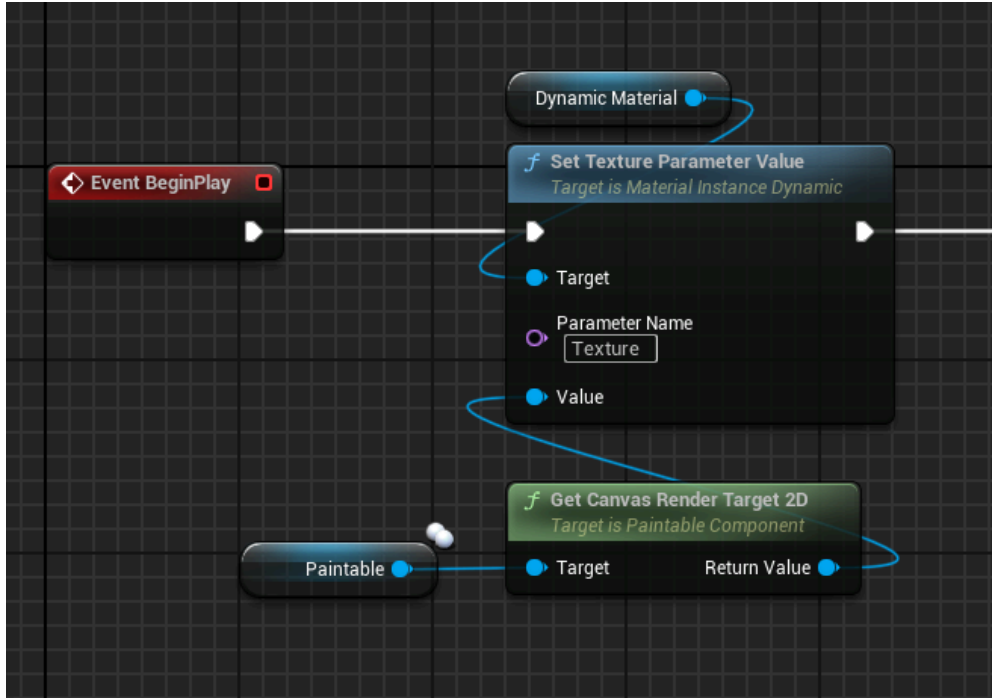 Dynamic Material
Event BeginPlay
f Set Texture Parameter Value
Target is Material Instance Dynamic
Target
Parameter Name
Texture
Value
f Get Canvas Render Target 2D
Target is Paintable Component
Paintable
Target
Return Value